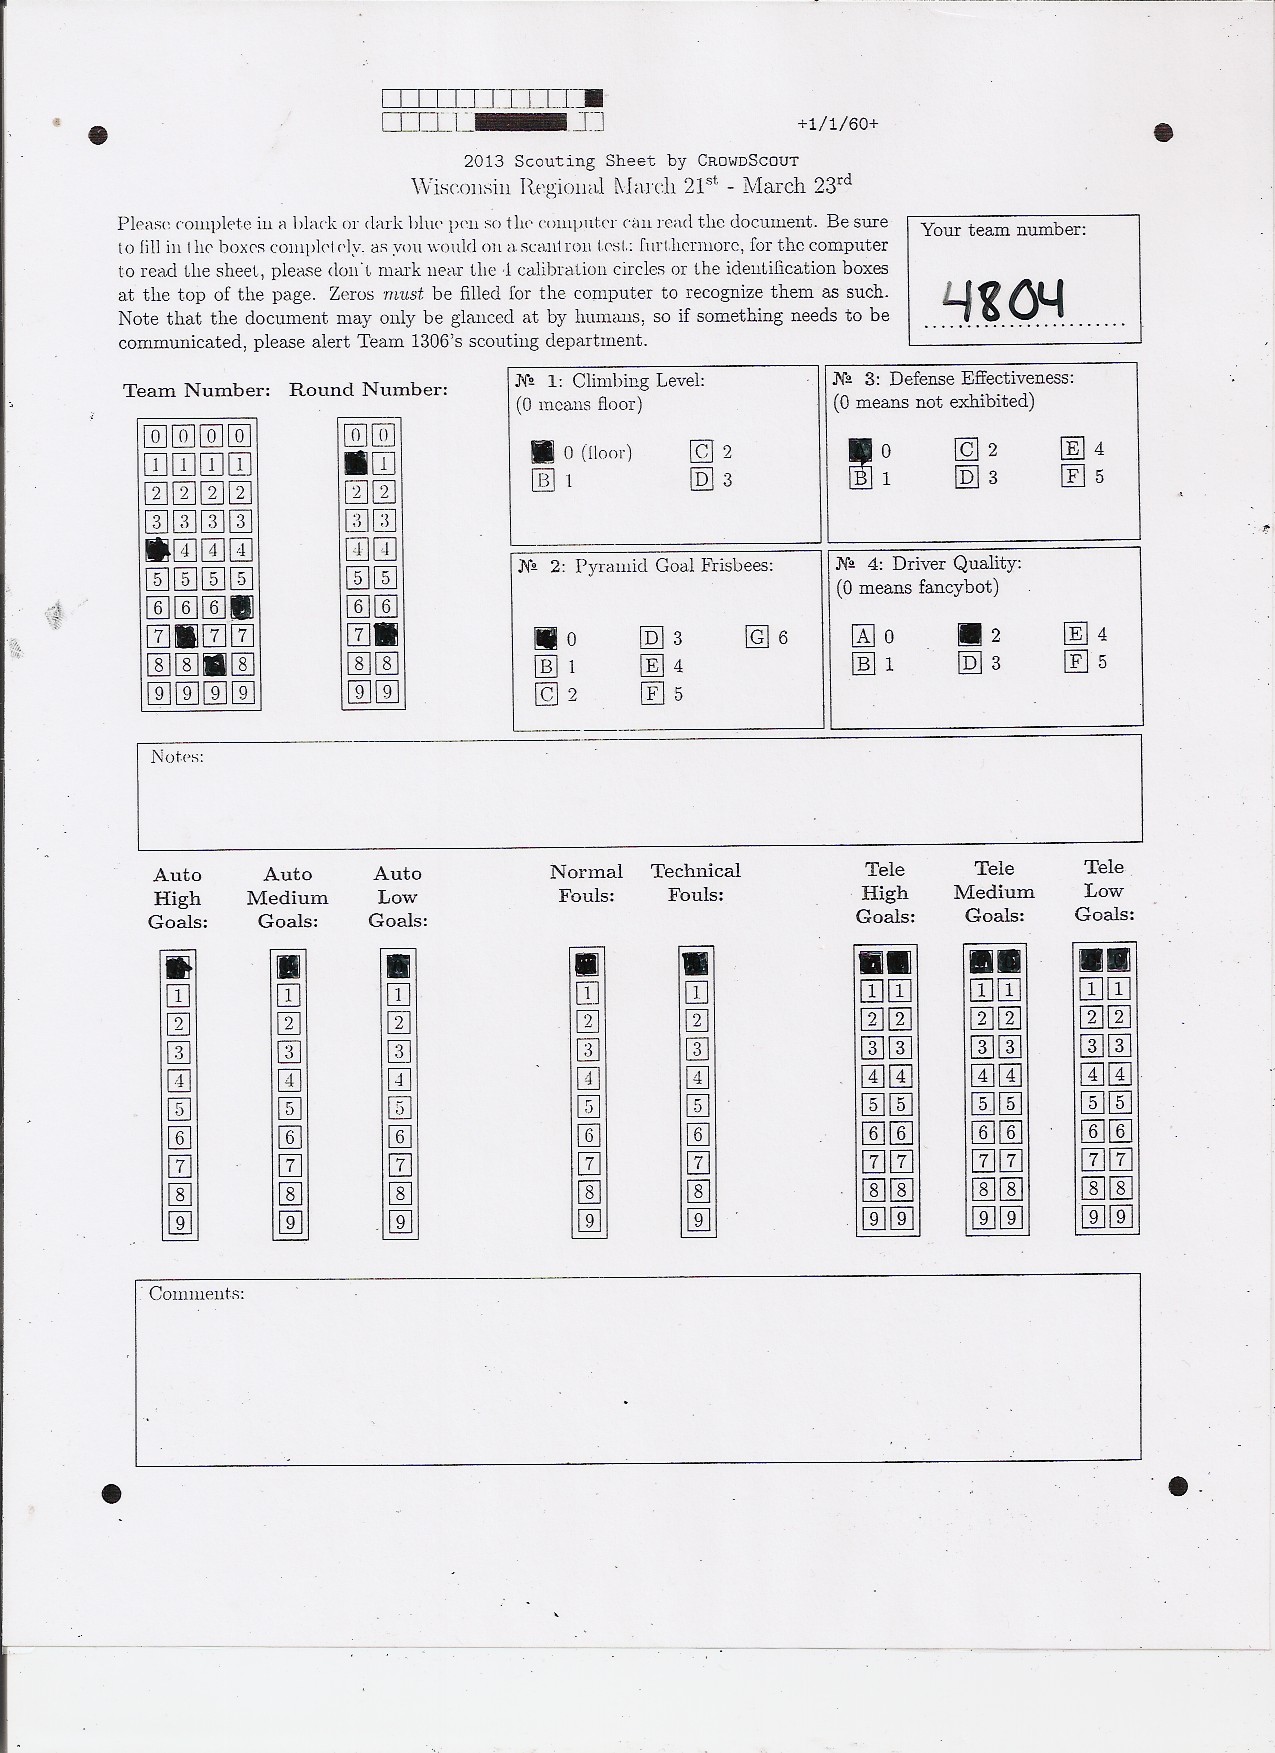 +1/1/60+
2013 Scouting Sheet by CROWDSCOUT
Wisconsin Regional March 21st - March 23rd
Please complete in a black or dark blue pen so the computer can read the document. Be sure
to fill in the boxes completely, as you would on a scantron test; furthermore, for the computer
to read the sheet, please don't mark near the 4 calibration circles or the identification boxes
at the top of the page. Zeros must be filled for the computer to recognize them as such.
Note that the document may only be glanced at by humans, so if something needs to be
communicated, please alert Team 1306's scouting department.
Your team number:
4804
Team Number: Round Number:
0 0 0 0 0 0
1 1 1 1 1
2 2 2 2 2 2
3 3 3 3 3 3
4 4 4 4 4
5 5 5 5 5 5
6 6 6 6 6
7 7 7 7
8 8 8 8 8
9 9 9 9 9 9
№ 1: Climbing Level:
(0 means floor)
0 (floor) C 2
B 1 D 3
№ 3: Defense Effectiveness:
(0 means not exhibited)
0 C 2 E 4
B 1 D 3 F 5
№ 2: Pyramid Goal Frisbees:
0 D 3 G 6
B 1 E 4
C 2 F 5
№ 4: Driver Quality:
(0 means fancybot)
A 0 2 E 4
B 1 D 3 F 5
Notes:
Auto High Goals:
Auto Medium Goals:
Auto Low Goals:
Normal Fouls:
Technical Fouls:
Tele High Goals:
Tele Medium Goals:
Tele Low Goals:
1 1 1 1 1 1 1 1 1 1 1
2 2 2 2 2 2 2 2 2 2 2
3 3 3 3 3 3 3 3 3 3 3
4 4 4 4 4 4 4 4 4 4 4
5 5 5 5 5 5 5 5 5 5 5
6 6 6 6 6 6 6 6 6 6 6
7 7 7 7 7 7 7 7 7 7 7
8 8 8 8 8 8 8 8 8 8 8
9 9 9 9 9 9 9 9 9 9 9
Comments: